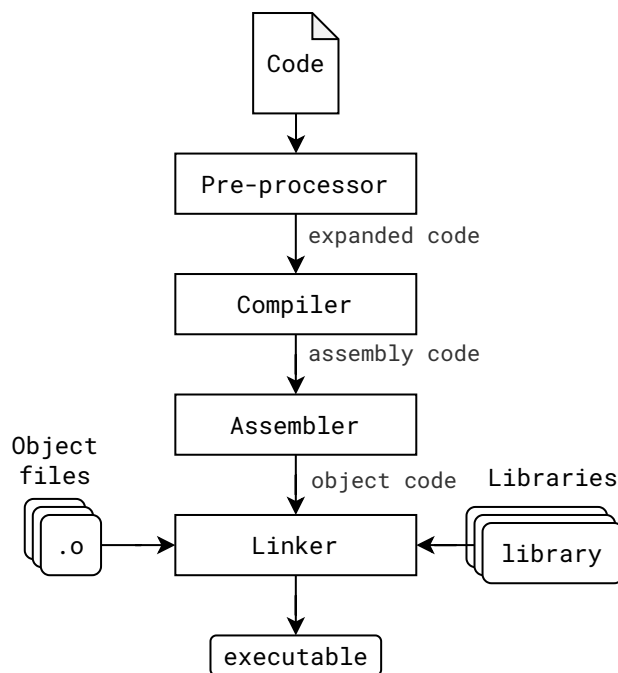 Code
Pre-processor
expanded code
Compiler
assembly code
Assembler
object code
Object
files
.o
Linker
Libraries
library
executable